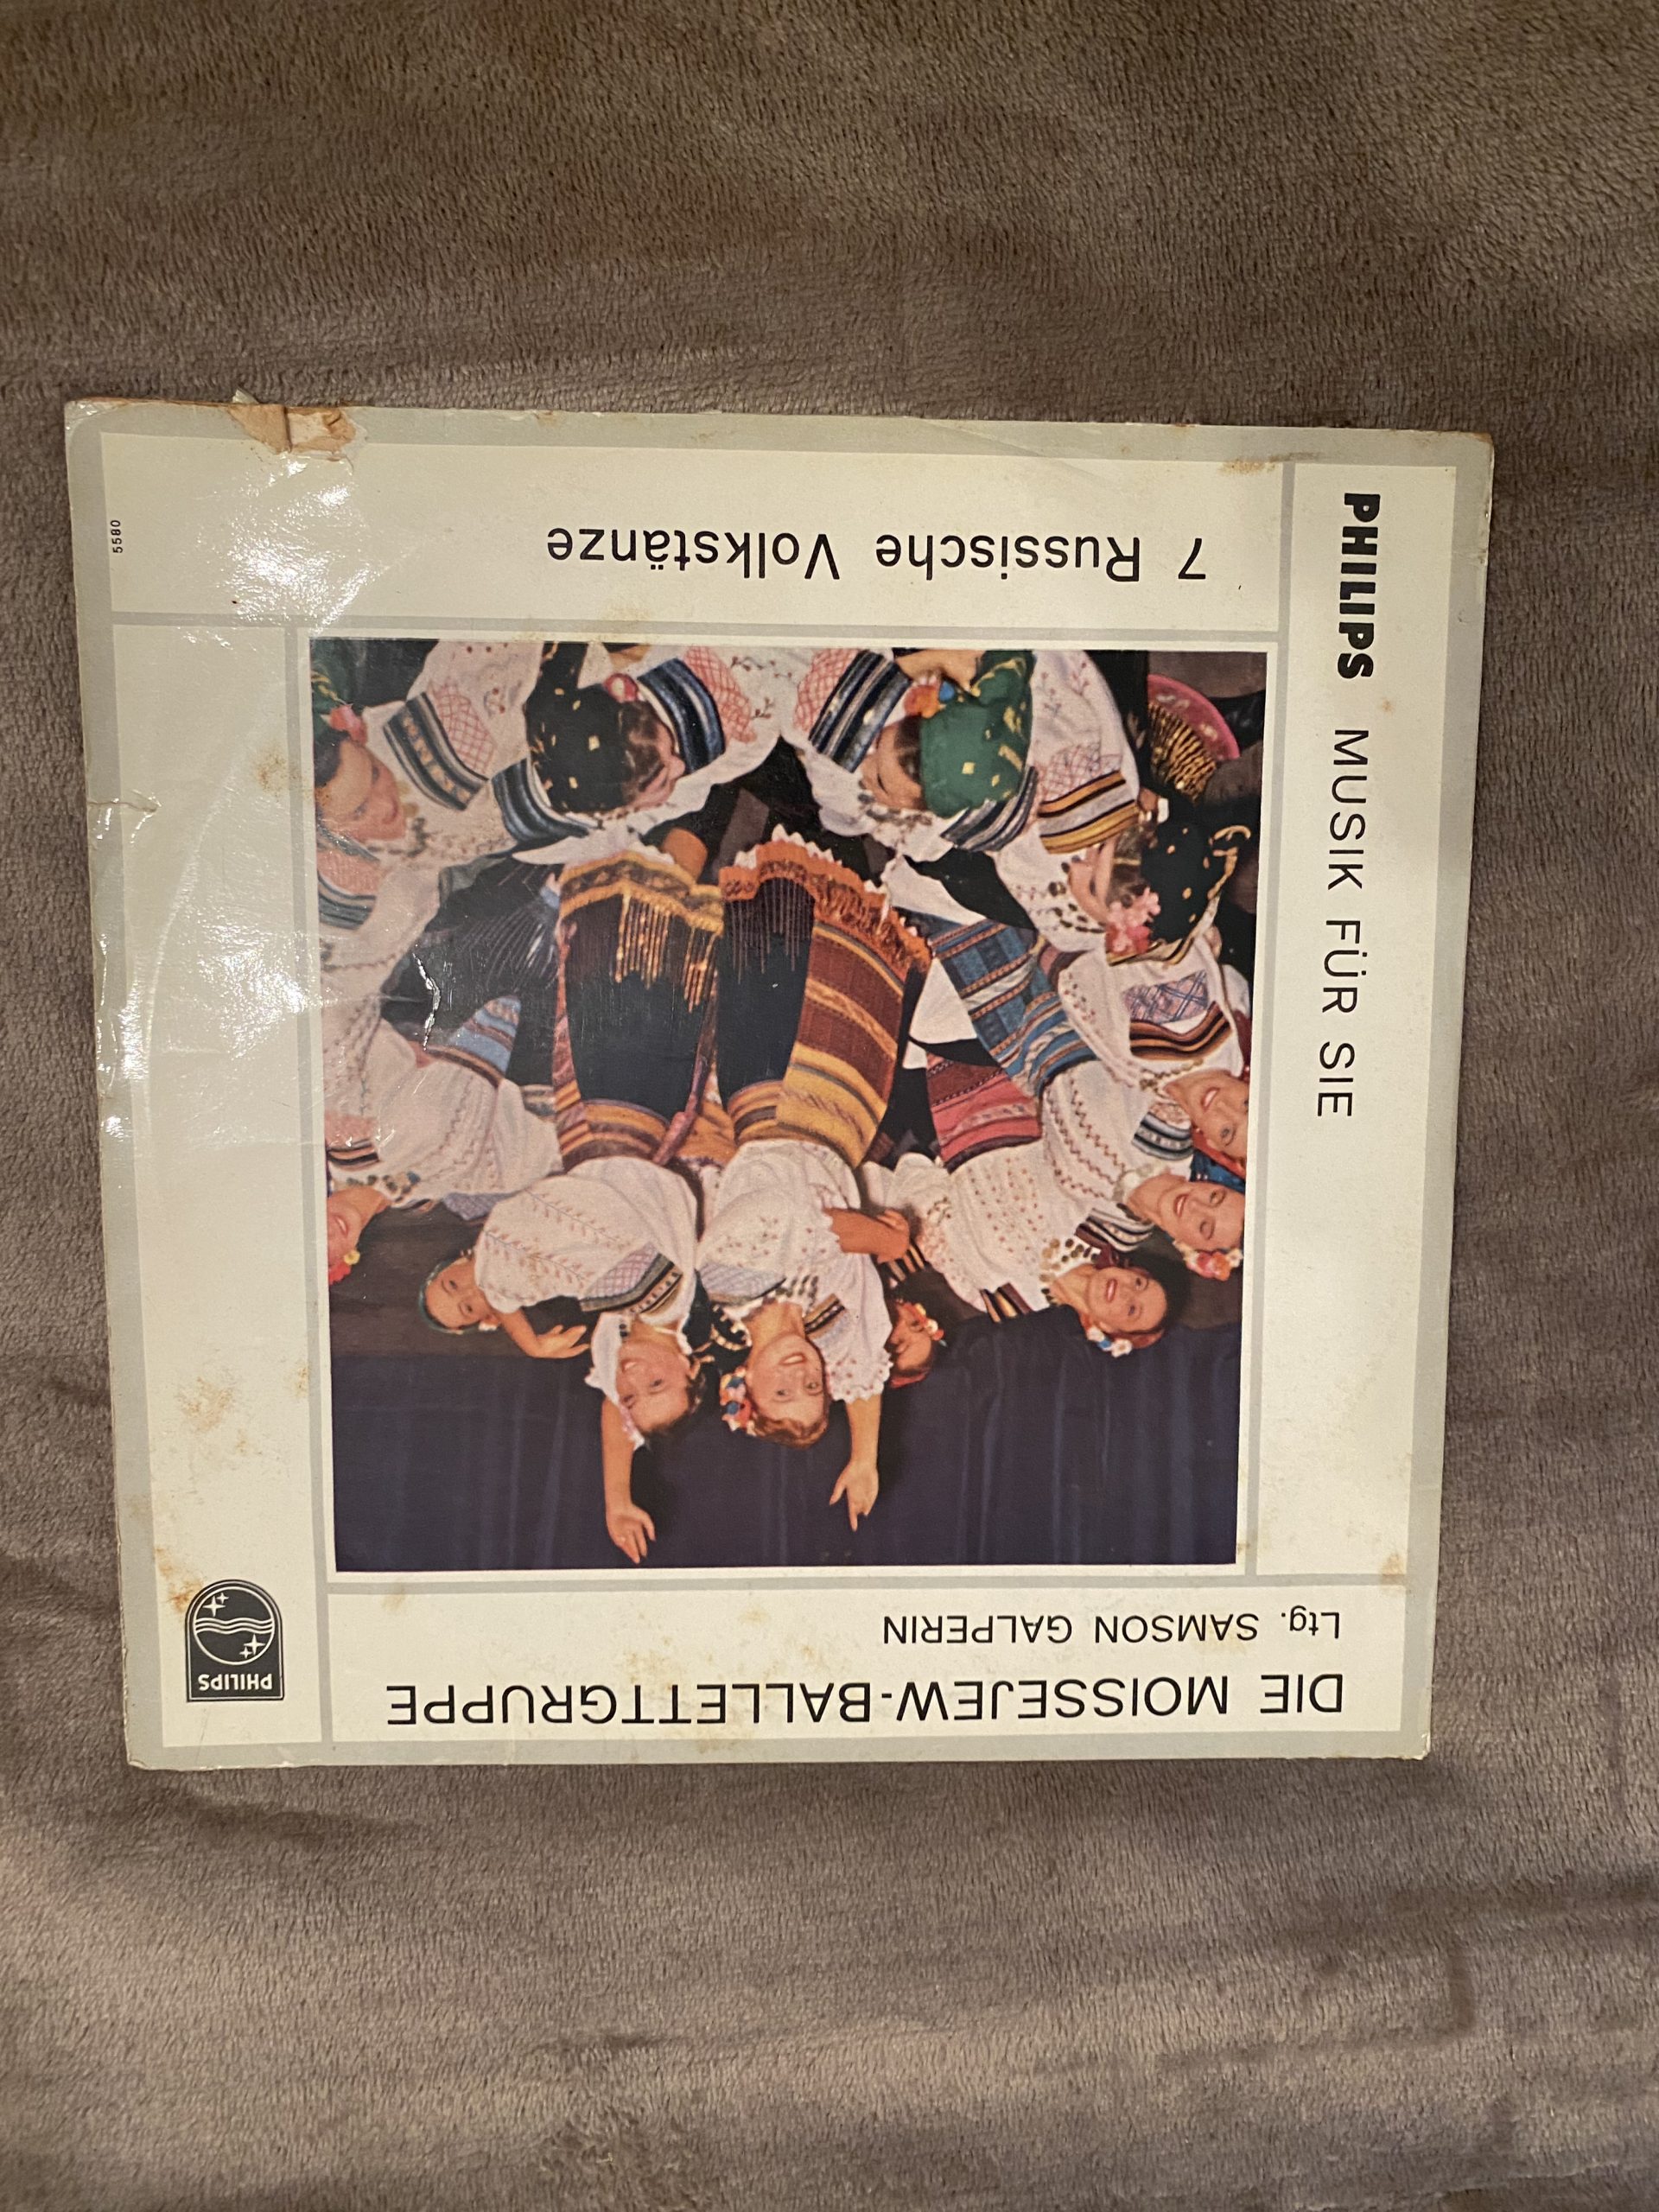 DIE MOISSEJEW-BALLETTGRUPPE
Ltg. SAMSON GALPERIN
PHILIPS
PHILIPS MUSIK FÜR SIE
7 Russische Volkstänze
5580